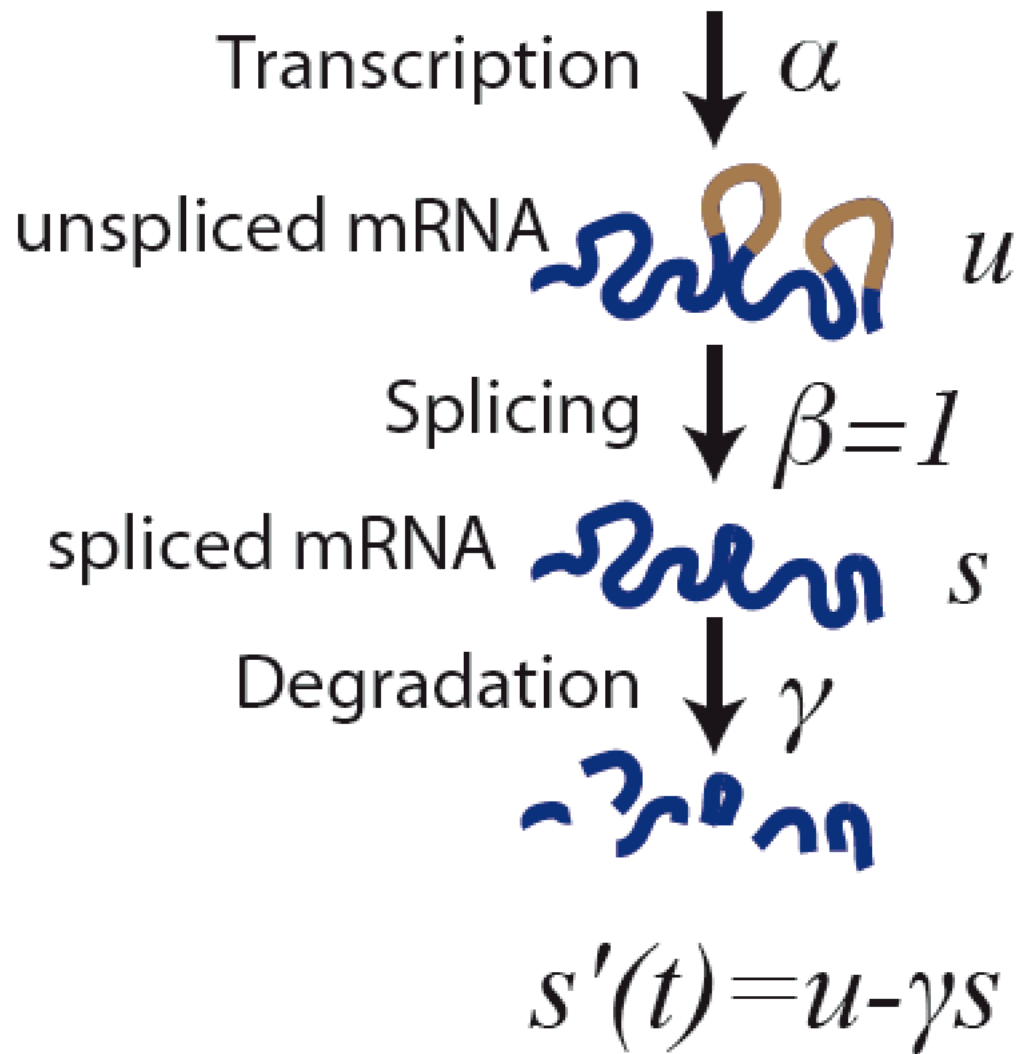 Transcription α
unspliced mRNA u
Splicing β=1
spliced mRNA s
Degradation γ
s'(t)=u-γs